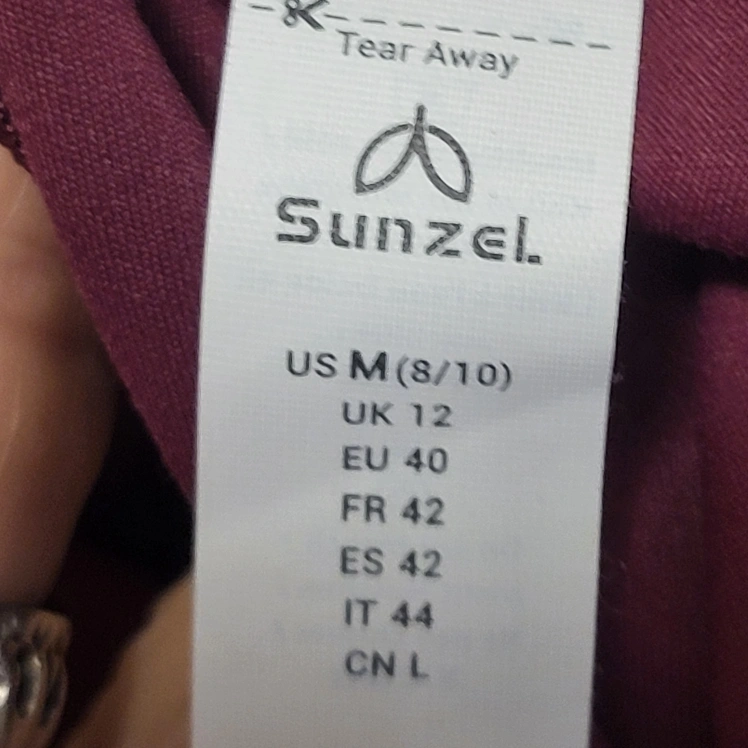 Tear Away
Sunzel.
US M (8/10)
UK 12
EU 40
FR 42
ES 42
IT 44
CN L